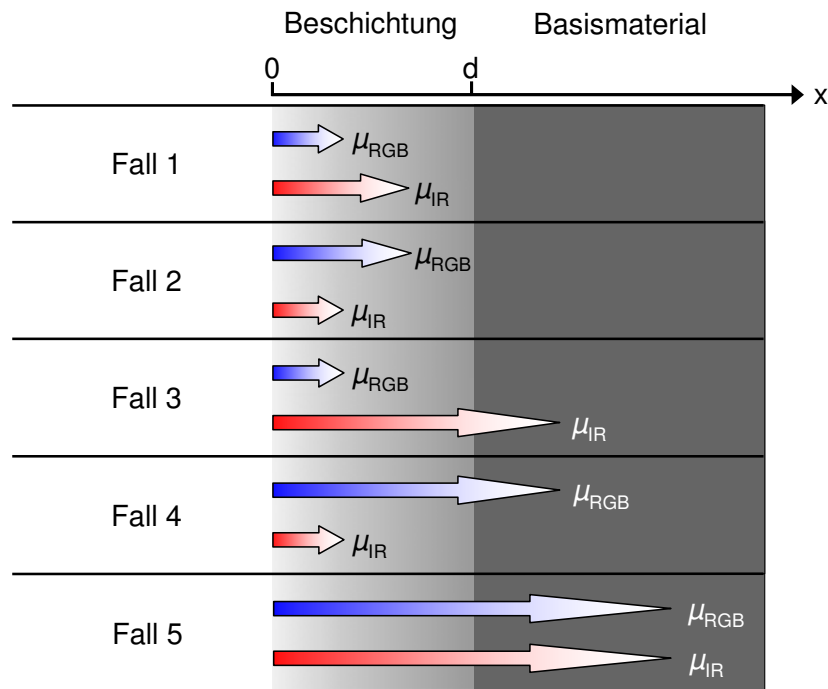 Beschichtung Basismaterial
0 d x
Fall 1
μRGB
μIR
Fall 2
μRGB
μIR
Fall 3
μRGB
μIR
Fall 4
μRGB
μIR
Fall 5
μRGB
μIR